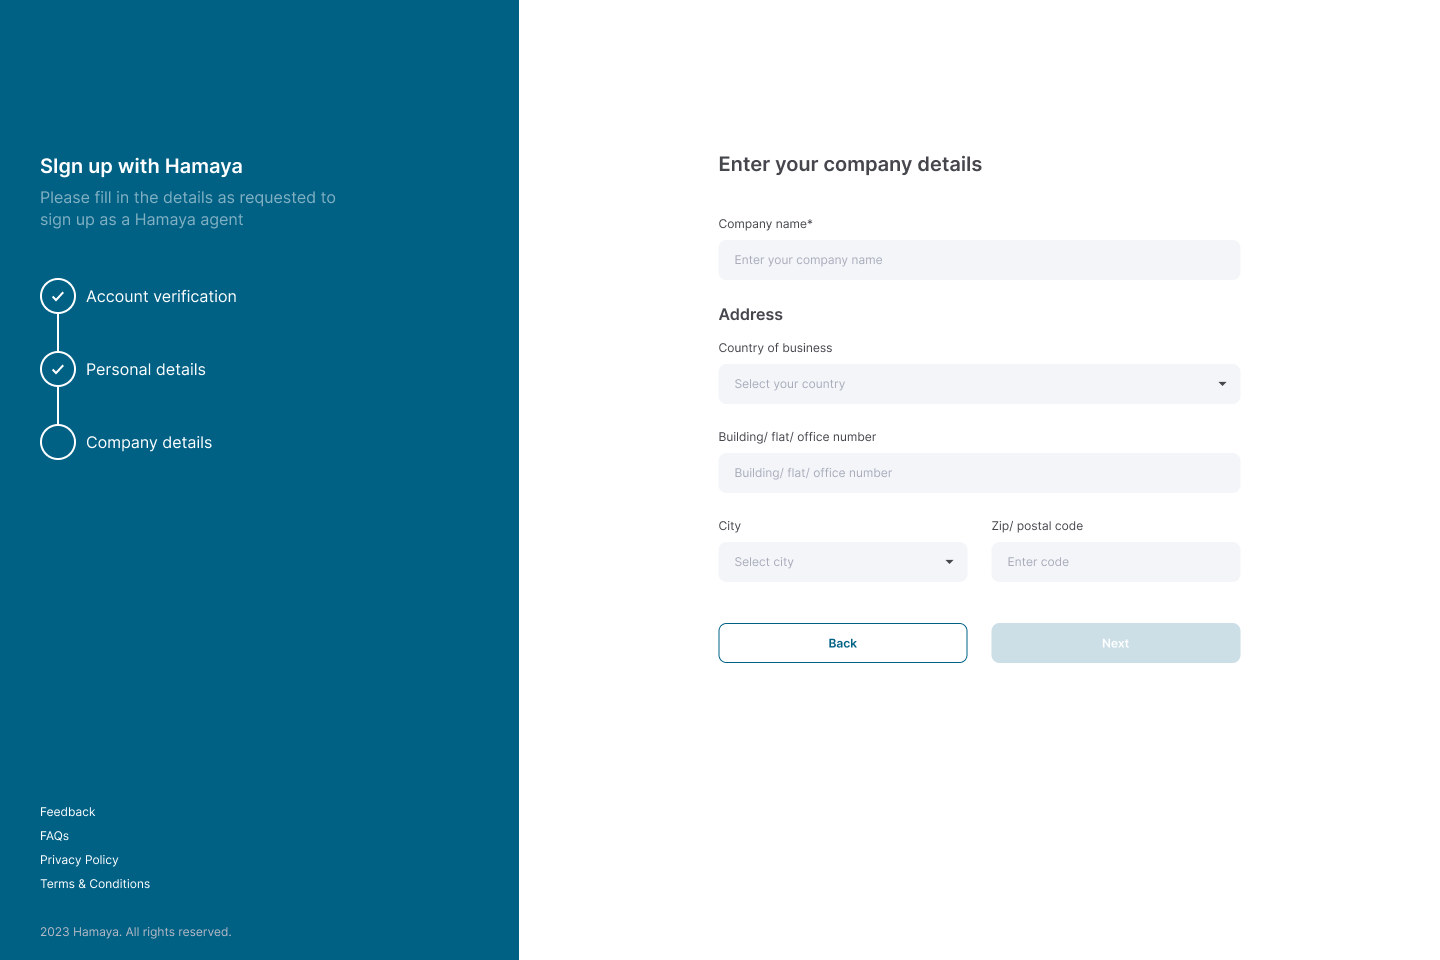 SIgn up with Hamaya
Please fill in the details as requested to
sign up as a Hamaya agent
Account verification
Personal details
Company details
Feedback
FAQs
Privacy Policy
Terms & Conditions
2023 Hamaya. All rights reserved.
Enter your company details
Company name*
Enter your company name
Address
Country of business
Select your country
Building/ flat/ office number
Building/ flat/ office number
City
Zip/ postal code
Select city
Enter code
Back
Next